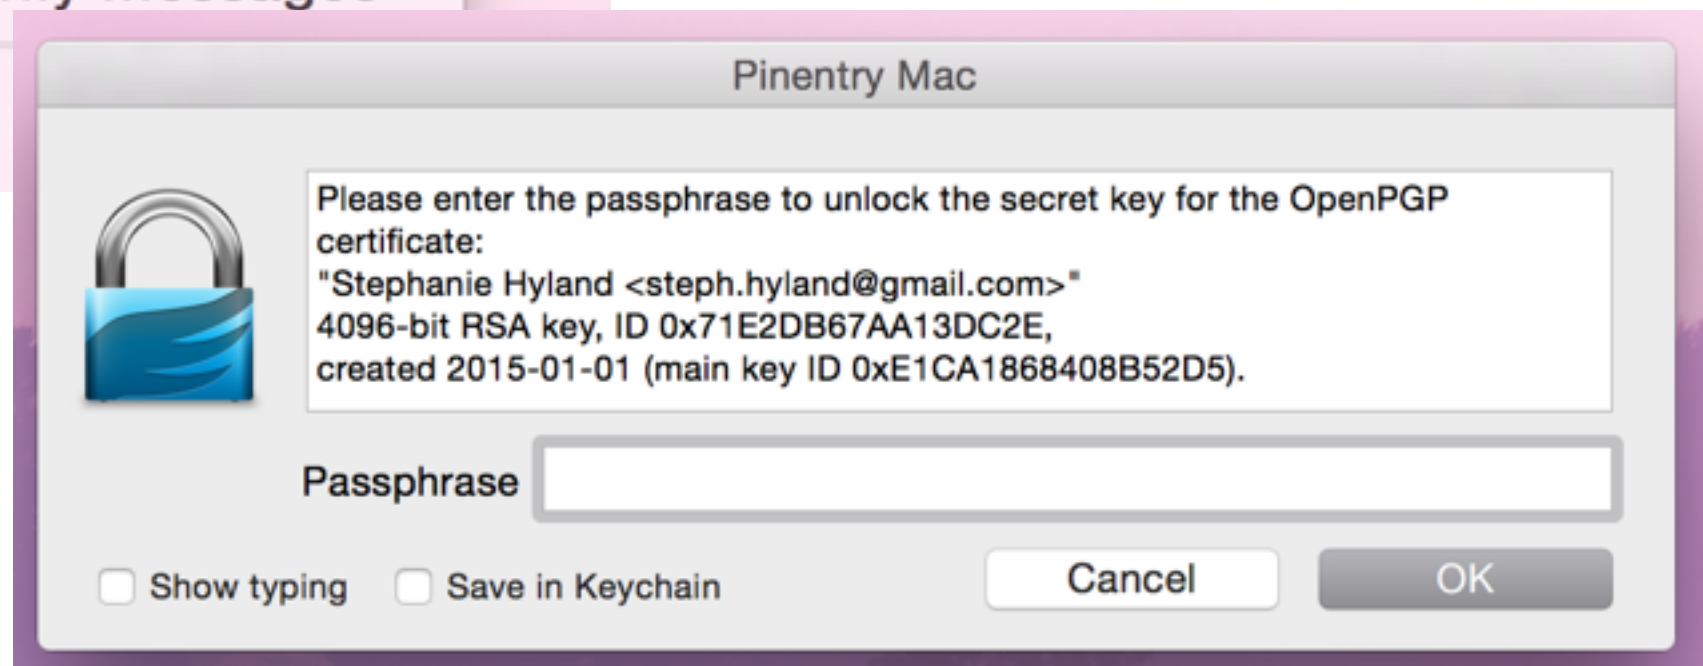 messages
Pinentry Mac
Please enter the passphrase to unlock the secret key for the OpenPGP
certificate:
"Stephanie Hyland <steph.hyland@gmail.com>"
4096-bit RSA key, ID 0x71E2DB67AA13DC2E,
created 2015-01-01 (main key ID 0xE1CA1868408B52D5).
Passphrase
Show typing
Save in Keychain
Cancel
OK